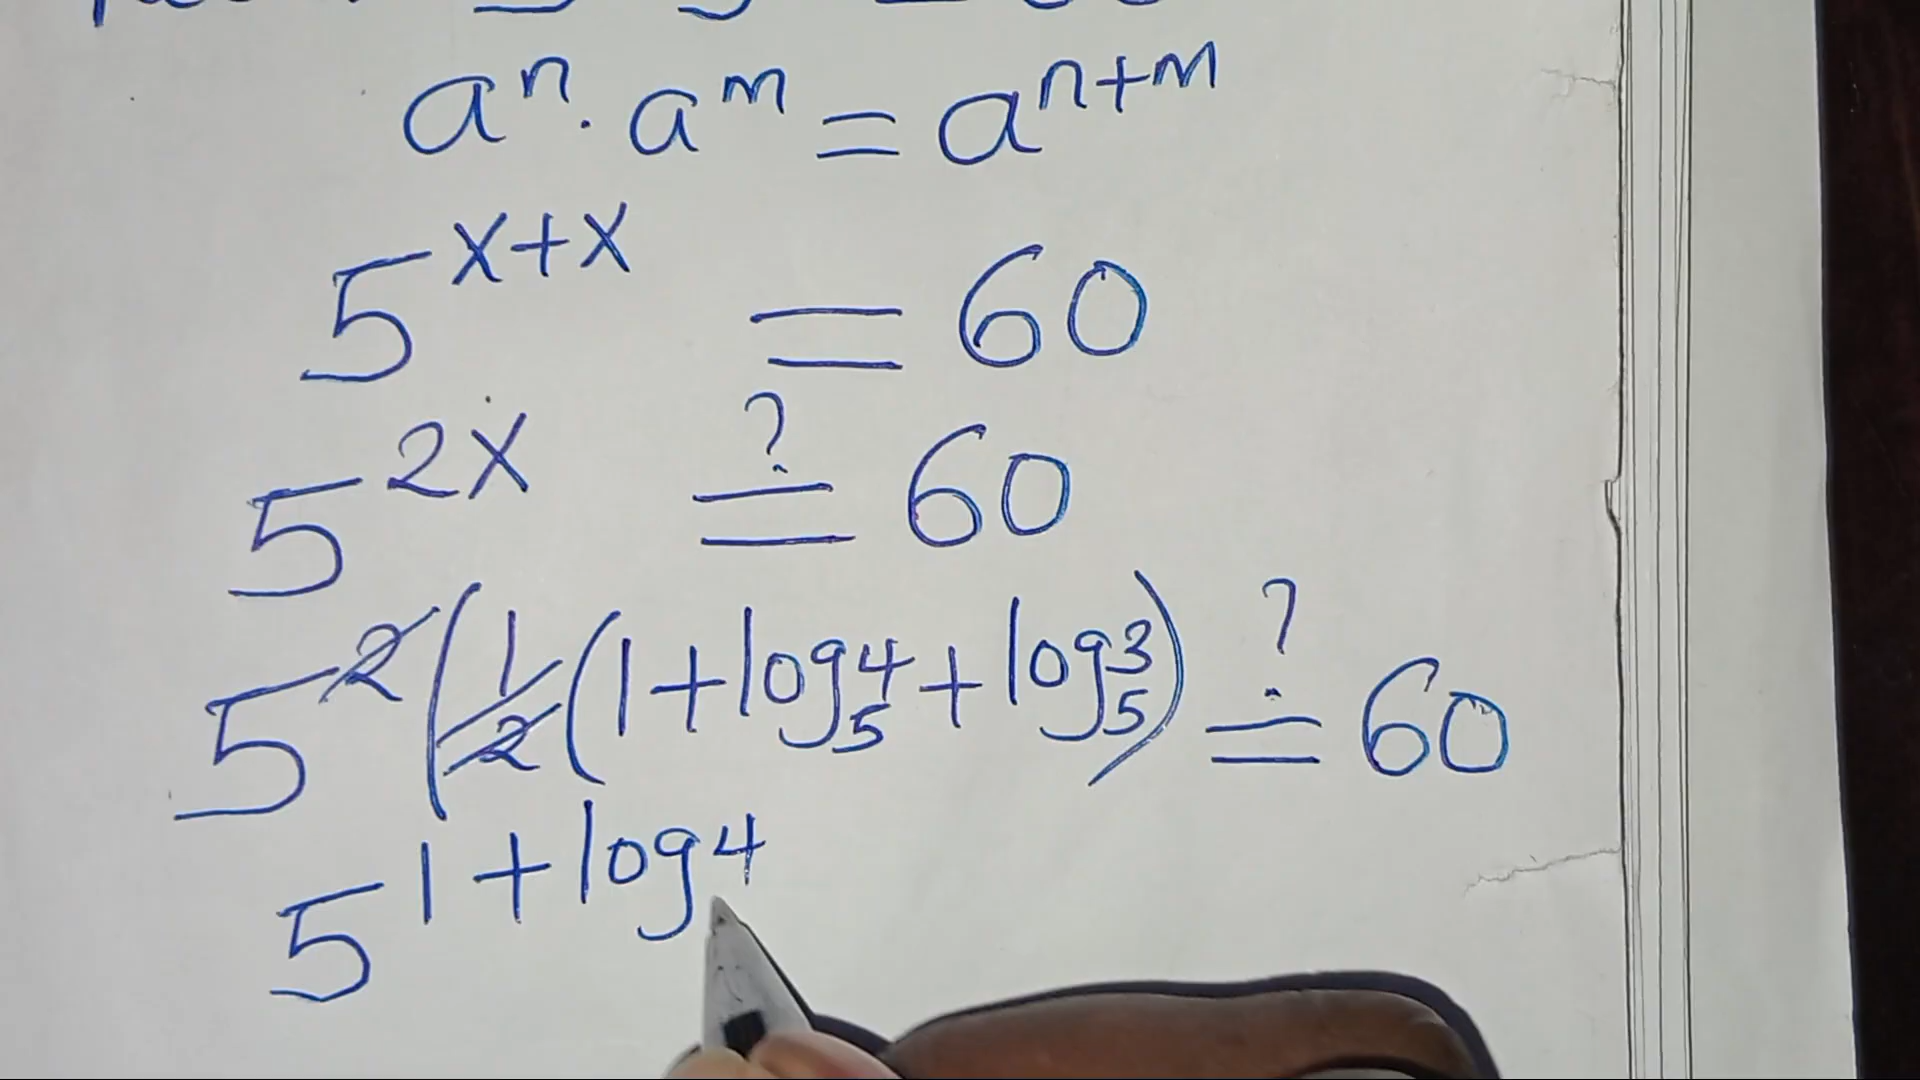 aⁿ · aᵐ = aⁿ⁺ᵐ
5^(x+x) = 60
5^(2x) ≟ 60
5^2(1/2(1+log₅4+log₅3) ≟ 60
5^(1+log4